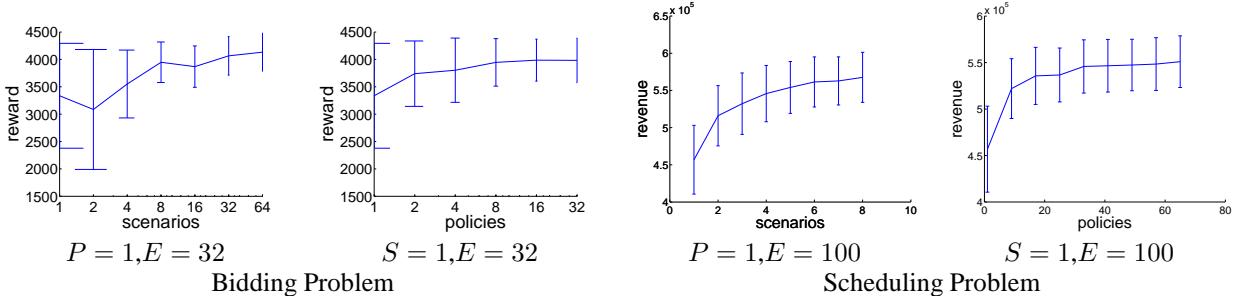 4500
4000
3500
3000
2500
2000
1500
reward
1 2 4 8 16 32 64
scenarios
P = 1,E = 32
4500
4000
3500
3000
2500
2000
1500
reward
1 2 4 8 16 32
policies
S = 1,E = 32
Bidding Problem
x 10^5
6.5
6
5.5
5
4.5
4
revenue
0 2 4 6 8 10
scenarios
P = 1,E = 100
x 10^5
6.5
6
5.5
5
4.5
4
revenue
0 20 40 60 80
policies
S = 1,E = 100
Scheduling Problem